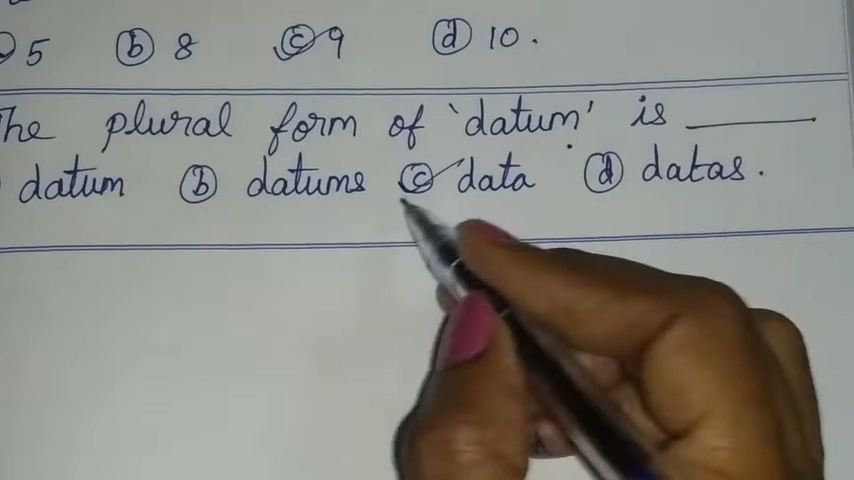 5 ⓑ 8 ⓒ 9 ⓓ 10.
The plural form of 'datum' is ______
datum ⓑ datums ⓒ data ⓓ datas.